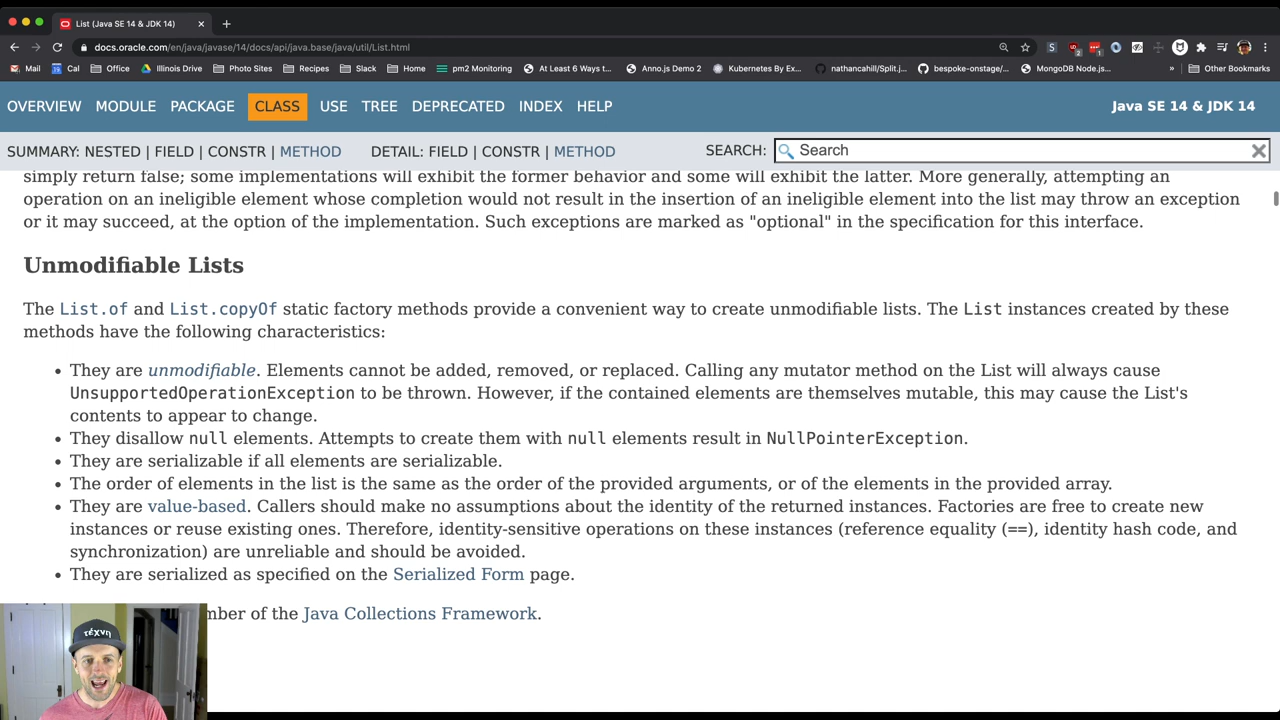 List (Java SE 14 & JDK 14)
docs.oracle.com/en/java/javase/14/docs/api/java.base/java/util/List.html
Mail Cal Office Illinois Drive Photo Sites Recipes Slack Home pm2 Monitoring At Least 6 Ways t... Anno.js Demo 2 Kubernetes By Ex... nathancahill/Split.j... bespoke-onstage/... MongoDB Node.js... » Other Bookmarks
OVERVIEW MODULE PACKAGE CLASS USE TREE DEPRECATED INDEX HELP Java SE 14 & JDK 14
SUMMARY: NESTED | FIELD | CONSTR | METHOD DETAIL: FIELD | CONSTR | METHOD SEARCH: Search
simply return false; some implementations will exhibit the former behavior and some will exhibit the latter. More generally, attempting an
operation on an ineligible element whose completion would not result in the insertion of an ineligible element into the list may throw an exception
or it may succeed, at the option of the implementation. Such exceptions are marked as "optional" in the specification for this interface.
Unmodifiable Lists
The List.of and List.copyOf static factory methods provide a convenient way to create unmodifiable lists. The List instances created by these
methods have the following characteristics:
• They are unmodifiable. Elements cannot be added, removed, or replaced. Calling any mutator method on the List will always cause
UnsupportedOperationException to be thrown. However, if the contained elements are themselves mutable, this may cause the List's
contents to appear to change.
• They disallow null elements. Attempts to create them with null elements result in NullPointerException.
• They are serializable if all elements are serializable.
• The order of elements in the list is the same as the order of the provided arguments, or of the elements in the provided array.
• They are value-based. Callers should make no assumptions about the identity of the returned instances. Factories are free to create new
instances or reuse existing ones. Therefore, identity-sensitive operations on these instances (reference equality (==), identity hash code, and
synchronization) are unreliable and should be avoided.
• They are serialized as specified on the Serialized Form page.
mber of the Java Collections Framework.
τέχνη